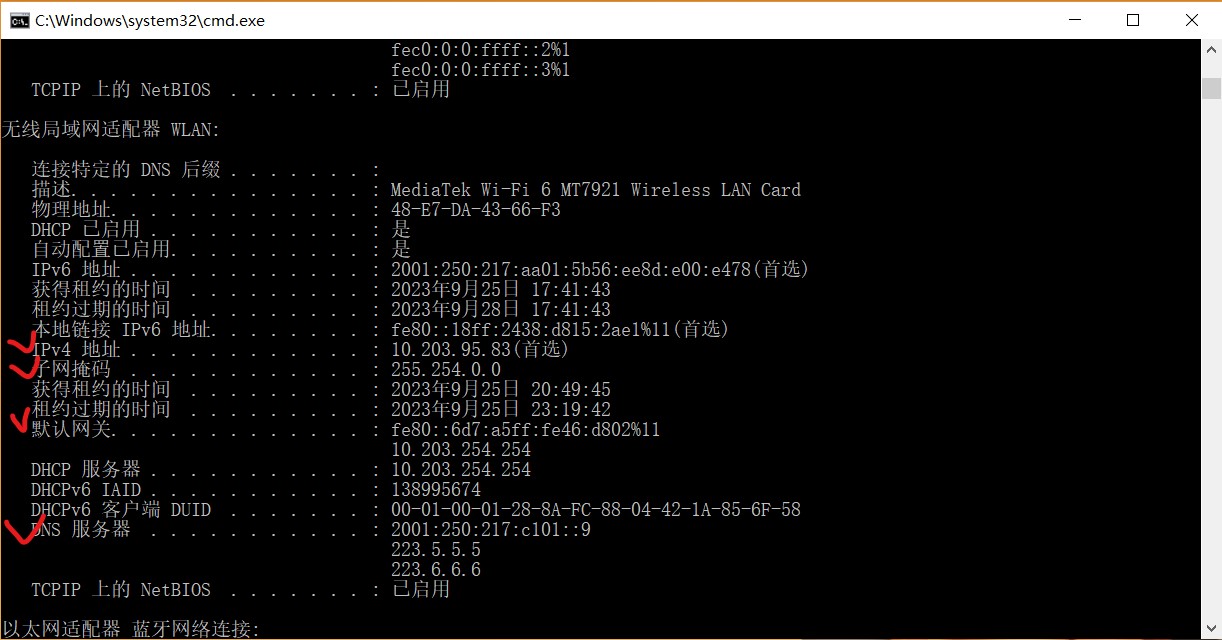 C:\Windows\system32\cmd.exe
fec0:0:0:ffff::2%1
fec0:0:0:ffff::3%1
TCPIP 上的 NetBIOS . . . . . . . : 已启用
无线局域网适配器 WLAN:
连接特定的 DNS 后缀 . . . . . . . :
描述. . . . . . . . . . . . . . . : MediaTek Wi-Fi 6 MT7921 Wireless LAN Card
物理地址. . . . . . . . . . . . . : 48-E7-DA-43-66-F3
DHCP 已启用 . . . . . . . . . . . : 是
自动配置已启用. . . . . . . . . . : 是
IPv6 地址 . . . . . . . . . . . . : 2001:250:217:aa01:5b56:ee8d:e00:e478(首选)
获得租约的时间  . . . . . . . . . : 2023年9月25日 17:41:43
租约过期的时间  . . . . . . . . . : 2023年9月28日 17:41:43
本地链接 IPv6 地址. . . . . . . . : fe80::18ff:2438:d815:2ae1%11(首选)
IPv4 地址 . . . . . . . . . . . . : 10.203.95.83(首选)
子网掩码  . . . . . . . . . . . . : 255.254.0.0
获得租约的时间  . . . . . . . . . : 2023年9月25日 20:49:45
租约过期的时间  . . . . . . . . . : 2023年9月25日 23:19:42
默认网关. . . . . . . . . . . . . : fe80::6d7:a5ff:fe46:d802%11
10.203.254.254
DHCP 服务器 . . . . . . . . . . . : 10.203.254.254
DHCPv6 IAID . . . . . . . . . . . : 138995674
DHCPv6 客户端 DUID  . . . . . . . : 00-01-00-01-28-8A-FC-88-04-42-1A-85-6F-58
DNS 服务器  . . . . . . . . . . . : 2001:250:217:c101::9
223.5.5.5
223.6.6.6
TCPIP 上的 NetBIOS  . . . . . . . : 已启用
以太网适配器 蓝牙网络连接: